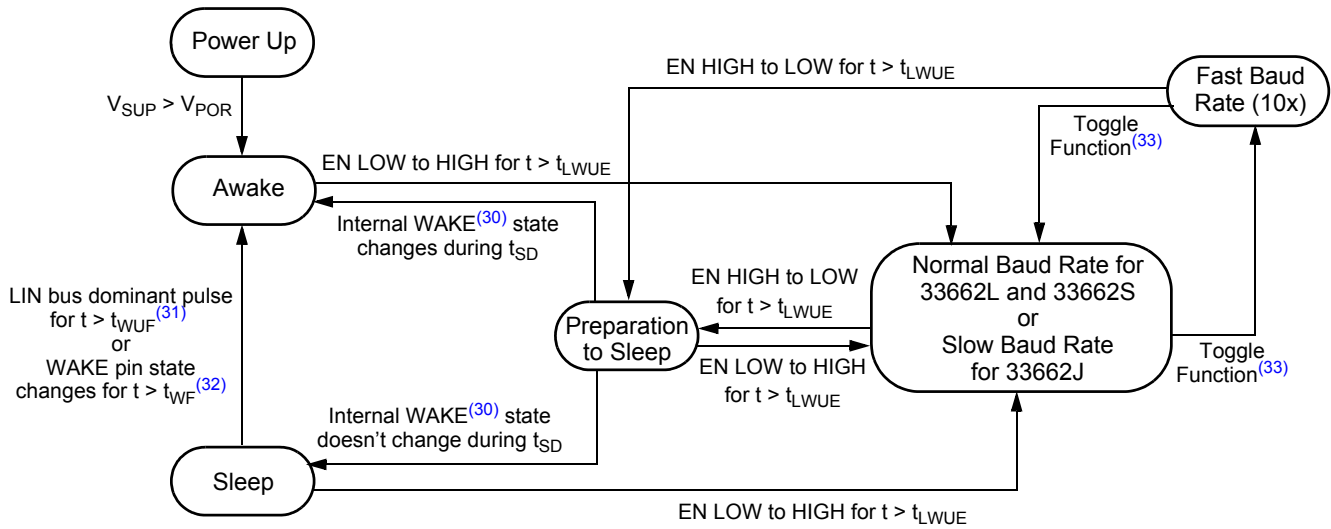 Power Up
V_SUP > V_POR
EN HIGH to LOW for t > t_LWUE
Fast Baud
Rate (10x)
Toggle
Function(33)
EN LOW to HIGH for t > t_LWUE
Awake
Internal WAKE(30) state
changes during t_SD
LIN bus dominant pulse
for t > t_WUF(31)
or
WAKE pin state
changes for t > t_WF(32)
EN HIGH to LOW
for t > t_LWUE
Preparation
to Sleep
EN LOW to HIGH
for t > t_LWUE
Normal Baud Rate for
33662L and 33662S
or
Slow Baud Rate
for 33662J
Toggle
Function(33)
Internal WAKE(30) state
doesn't change during t_SD
Sleep
EN LOW to HIGH for t > t_LWUE